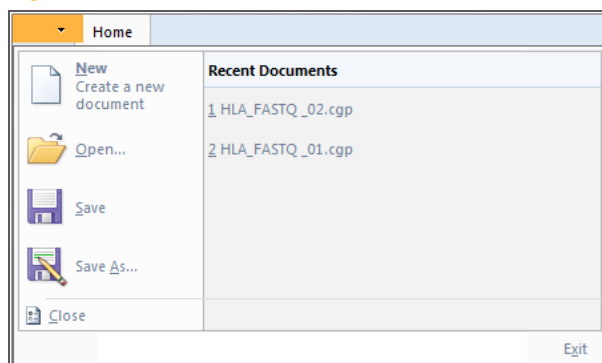 Home
New
Create a new
document
Open...
Save
Save As...
Close
Recent Documents
1 HLA_FASTQ _02.cgp
2 HLA_FASTQ _01.cgp
Exit